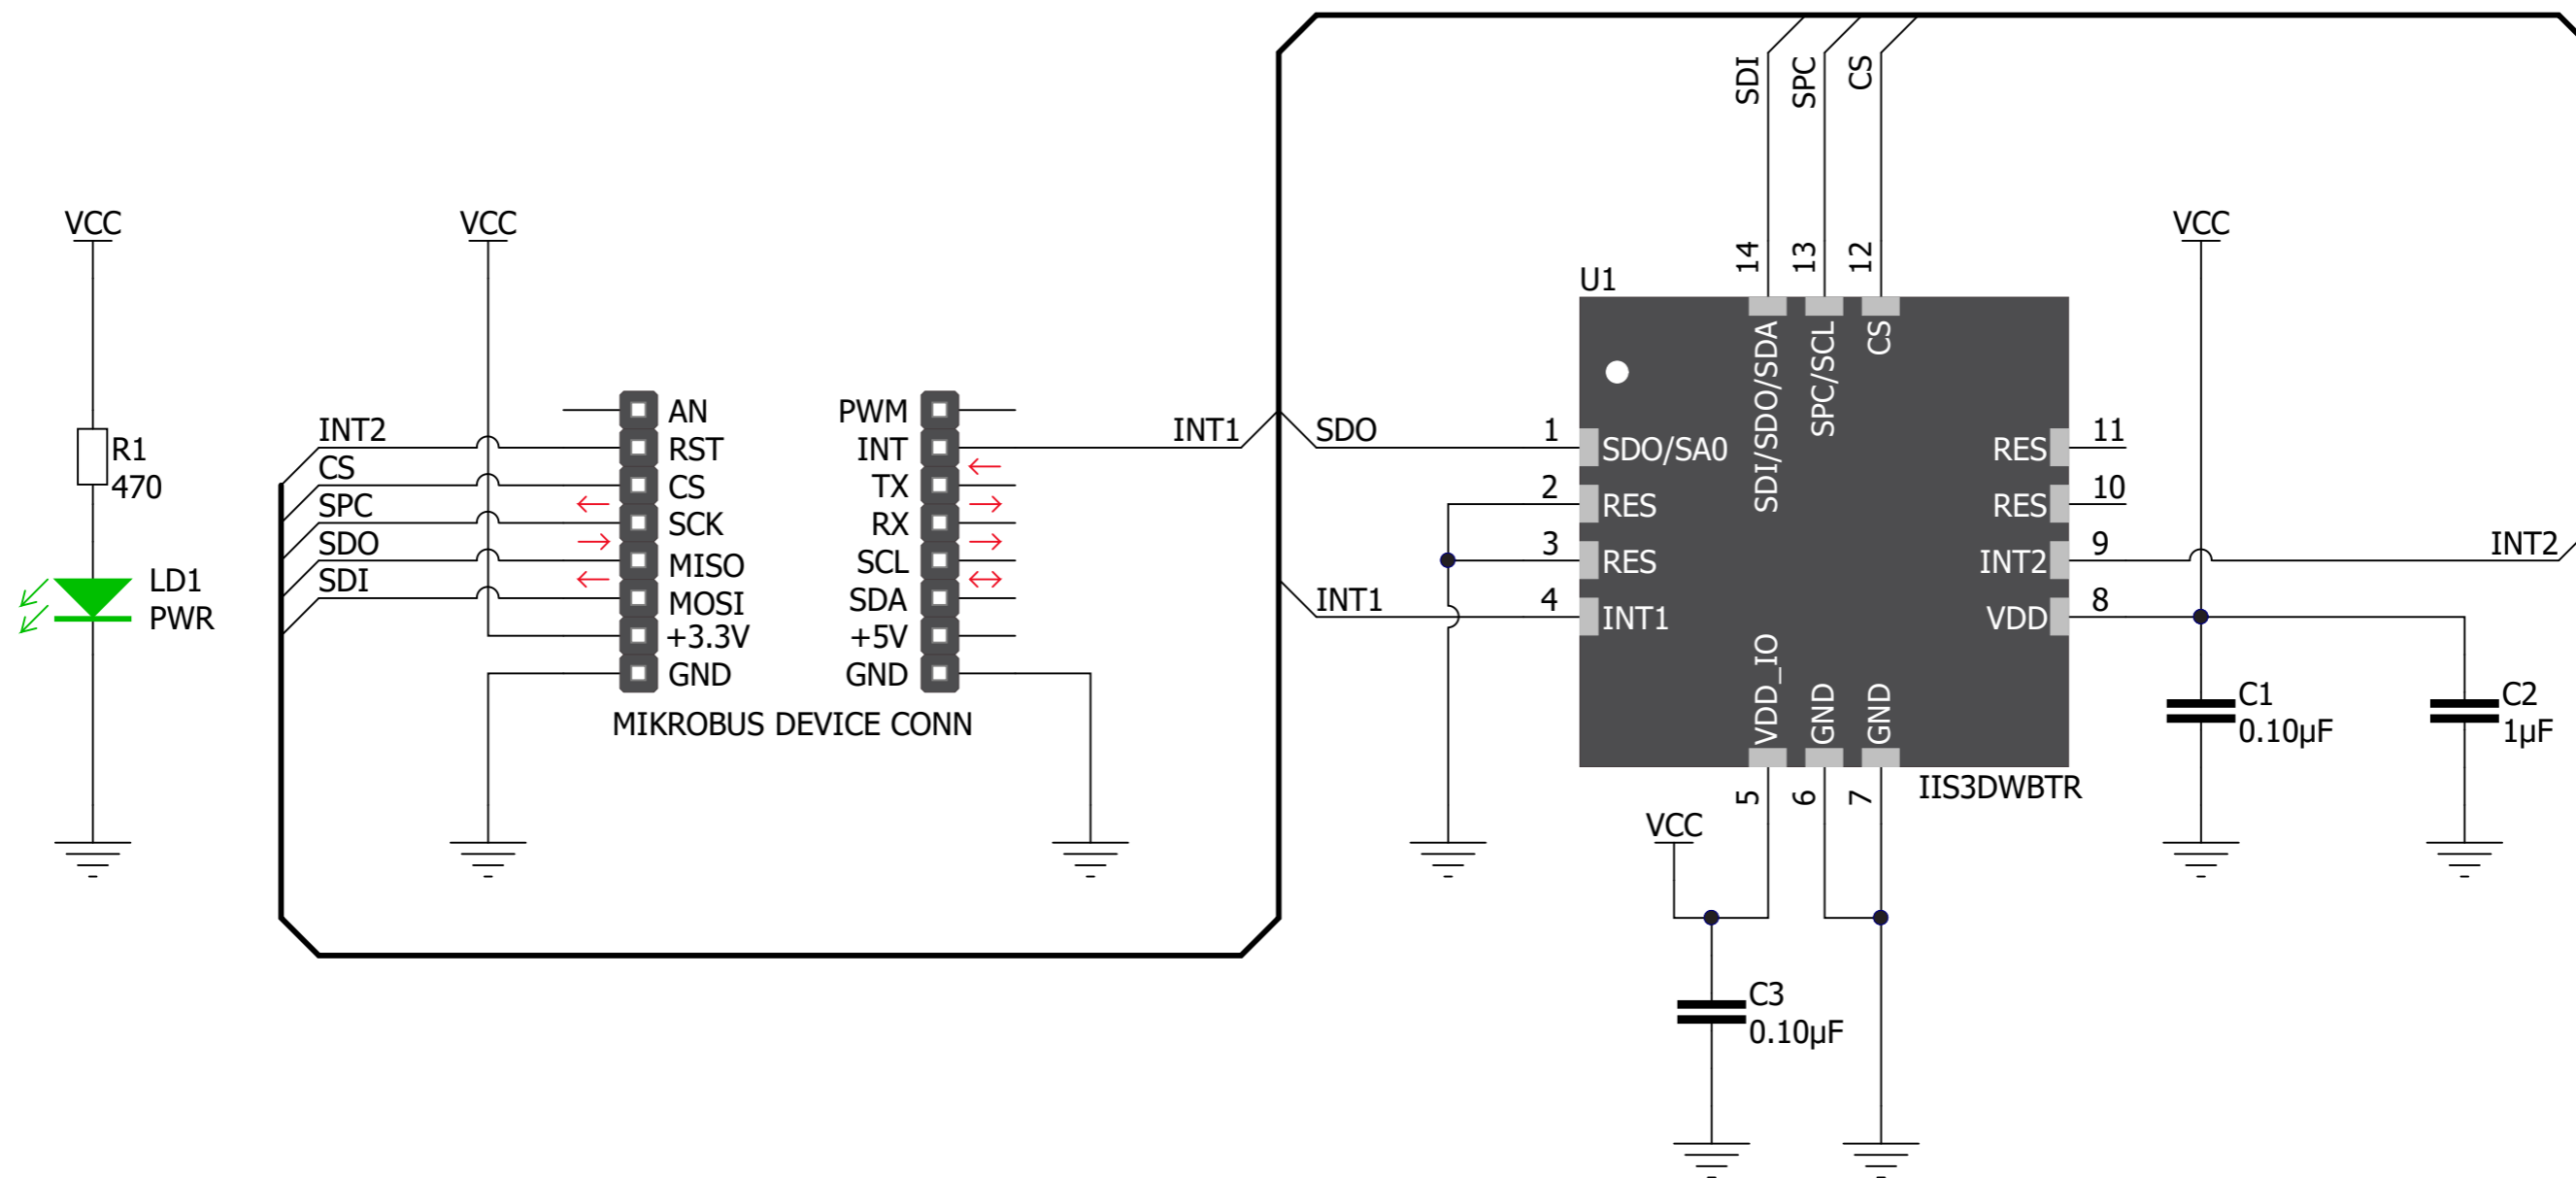 VCC
R1
470
LD1
PWR
VCC
INT2
CS
SPC
SDO
SDI
AN
RST
CS
SCK
MISO
MOSI
+3.3V
GND
PWM
INT
TX
RX
SCL
SDA
+5V
GND
MIKROBUS DEVICE CONN
INT1
SDO
INT1
SDI
SPC
CS
14
13
12
U1
SDI/SDO/SDA
SPC/SCL
CS
1
2
3
4
SDO/SA0
RES
RES
INT1
RES
RES
INT2
VDD
11
10
9
8
VDD_IO
GND
GND
5
6
7
IIS3DWBTR
VCC
INT2
C1
0.10µF
C2
1µF
VCC
C3
0.10µF